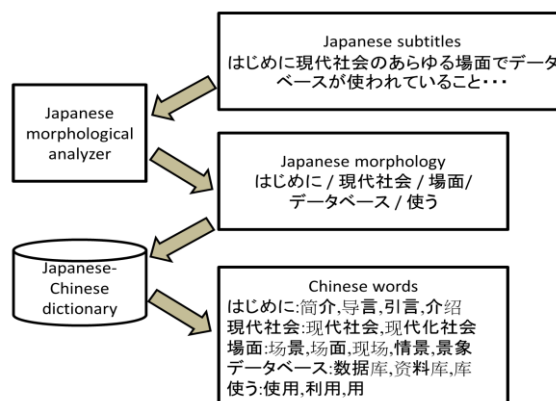 Japanese subtitles
はじめに現代社会のあらゆる場面でデータ
ベースが使われていること・・・
Japanese
morphological
analyzer
Japanese morphology
はじめに / 現代社会 / 場面/
データベース / 使う
Japanese-
Chinese
dictionary
Chinese words
はじめに:简介,导言,引言,介绍
現代社会:现代社会,现代化社会
場面:场景,场面,现场,情景,景象
データベース:数据库,资料库,库
使う:使用,利用,用